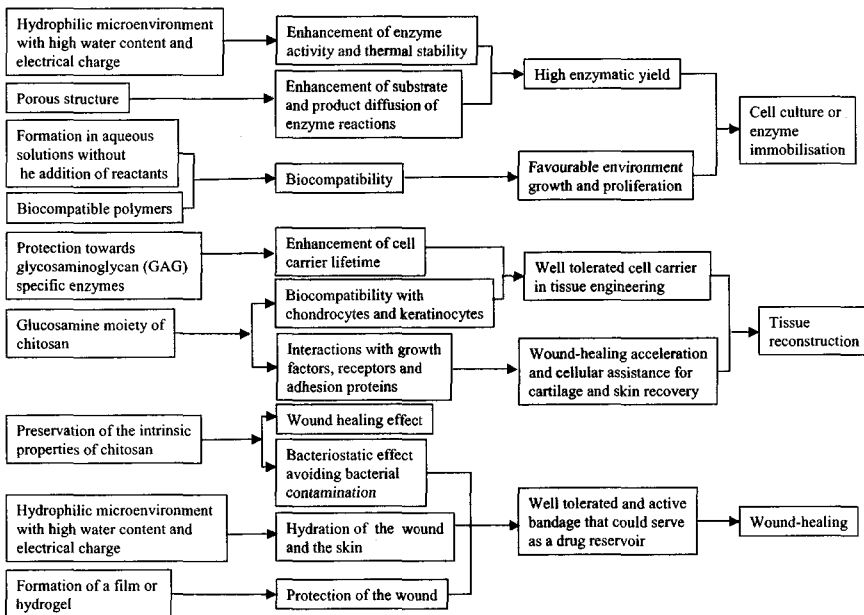 Hydrophilic microenvironment
with high water content and
electrical charge
Enhancement of enzyme
activity and thermal stability
High enzymatic yield
Porous structure
Enhancement of substrate
and product diffusion of
enzyme reactions
Cell culture or
enzyme
immobilisation
Formation in aqueous
solutions without
he addition of reactants
Biocompatible polymers
Biocompatibility
Favourable environment
growth and proliferation
Protection towards
glycosaminoglycan (GAG)
specific enzymes
Enhancement of cell
carrier lifetime
Well tolerated cell carrier
in tissue engineering
Glucosamine moiety of
chitosan
Biocompatibility with
chondrocytes and keratinocytes
Interactions with growth
factors, receptors and
adhesion proteins
Wound-healing acceleration
and cellular assistance for
cartilage and skin recovery
Tissue
reconstruction
Preservation of the intrinsic
properties of chitosan
Wound healing effect
Bacteriostatic effect
avoiding bacterial
contamination
Hydrophilic microenvironment
with high water content and
electrical charge
Hydration of the wound
and the skin
Well tolerated and active
bandage that could serve
as a drug reservoir
Wound-healing
Formation of a film or
hydrogel
Protection of the wound